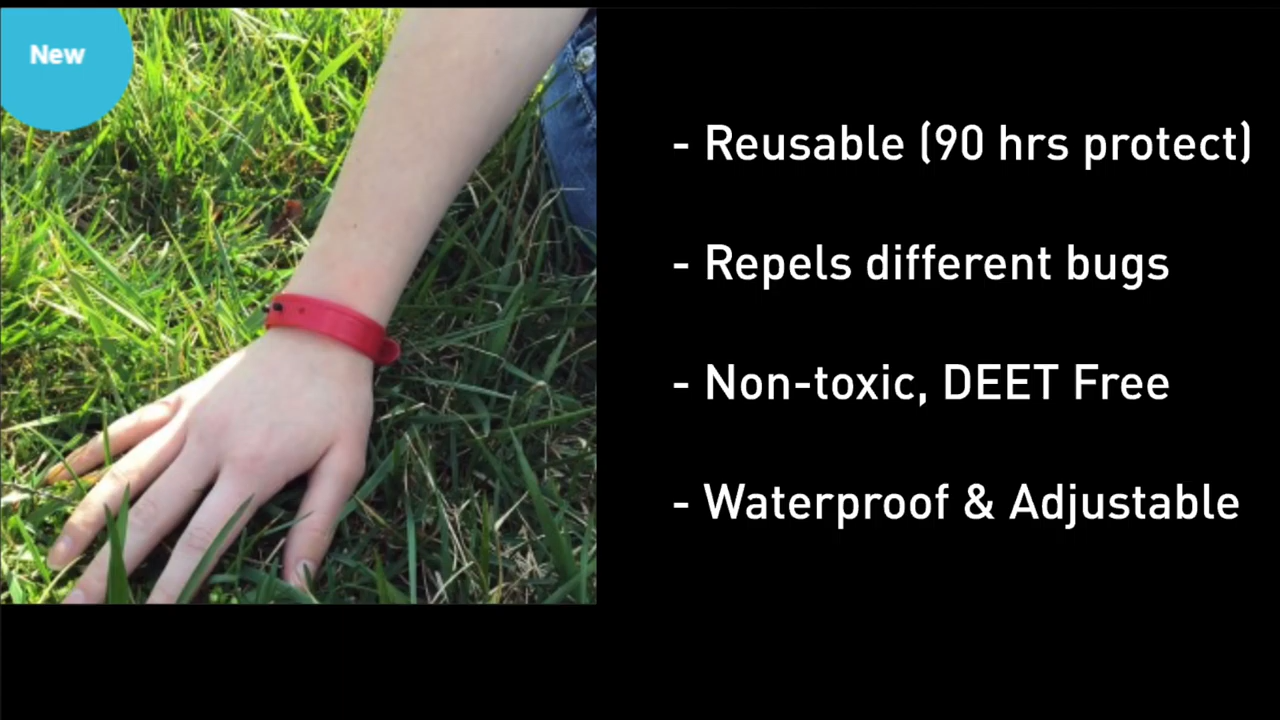 New
- Reusable (90 hrs protect)
- Repels different bugs
- Non-toxic, DEET Free
- Waterproof & Adjustable